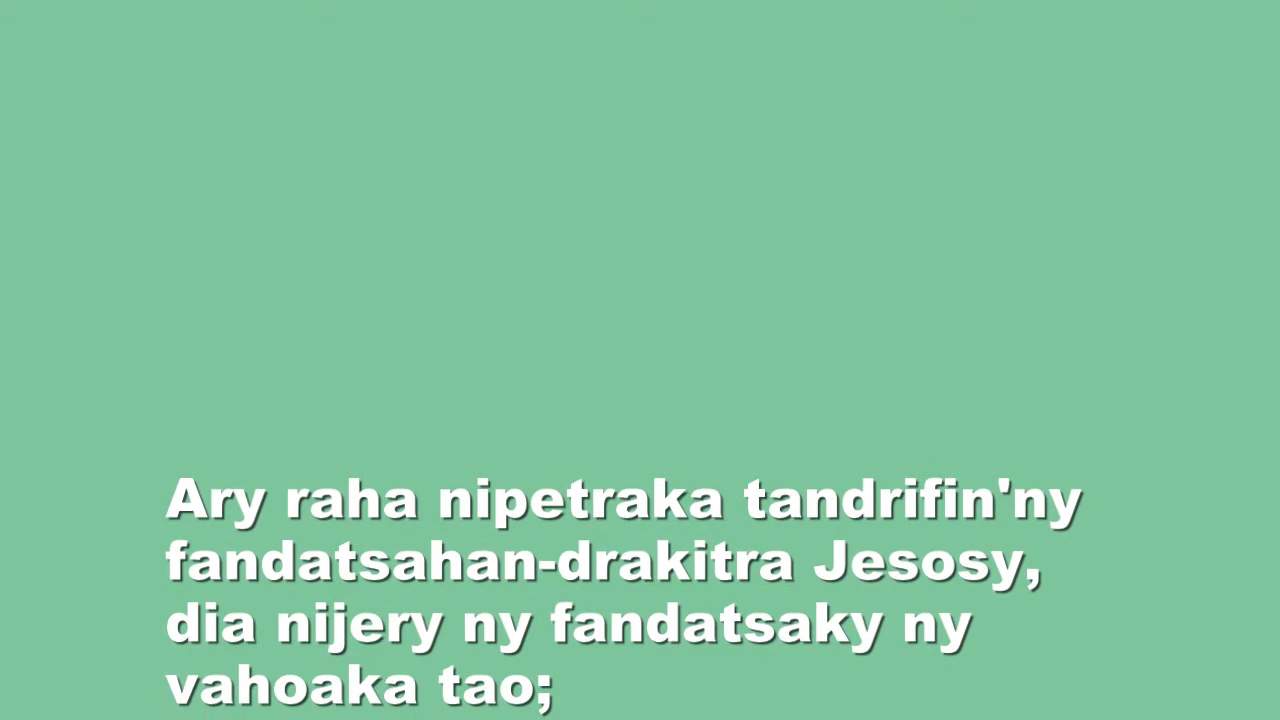 Ary raha nipetraka tandrifin'ny
fandatsahan-drakitra Jesosy,
dia nijery ny fandatsaky ny
vahoaka tao;